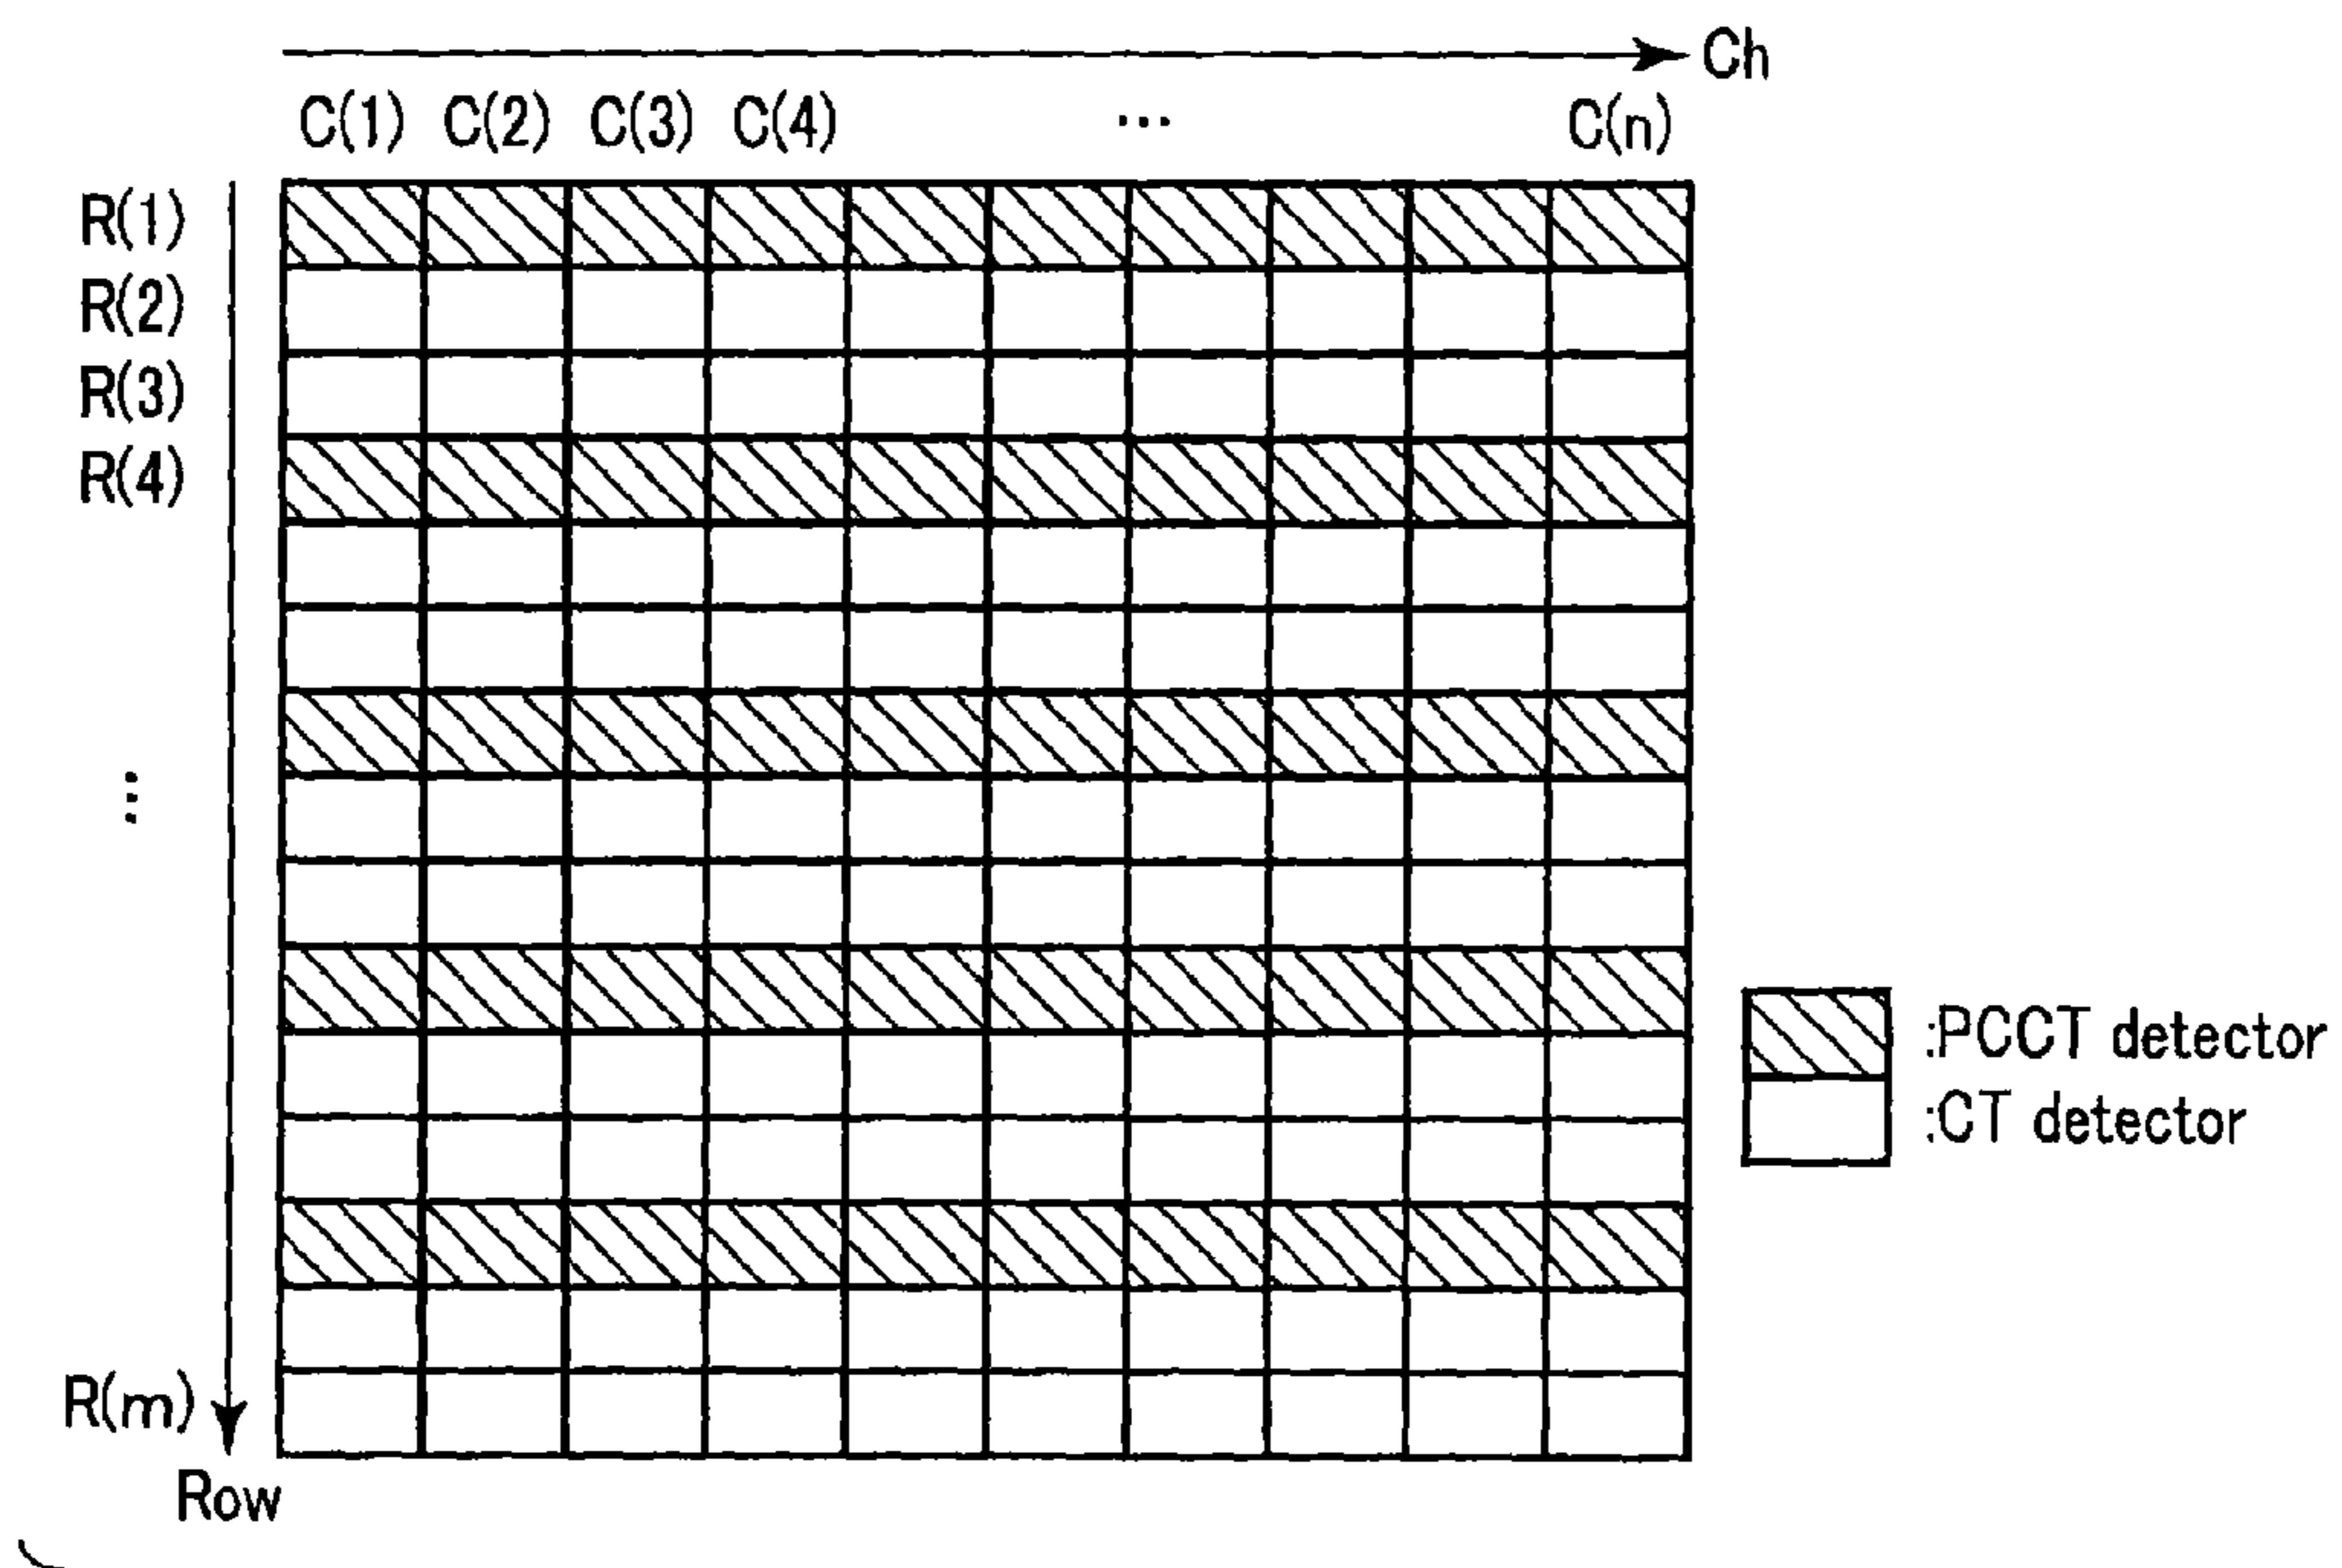 Ch
C(1) C(2) C(3) C(4) ... C(n)
R(1)
R(2)
R(3)
R(4)
⋮
R(m)
Row
:PCCT detector
:CT detector